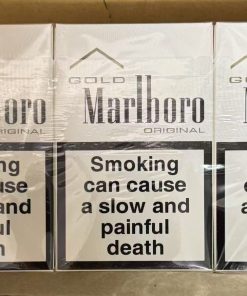 GOLD
Marlboro
ORIGINAL
Smoking
can cause
a slow and
painful
death